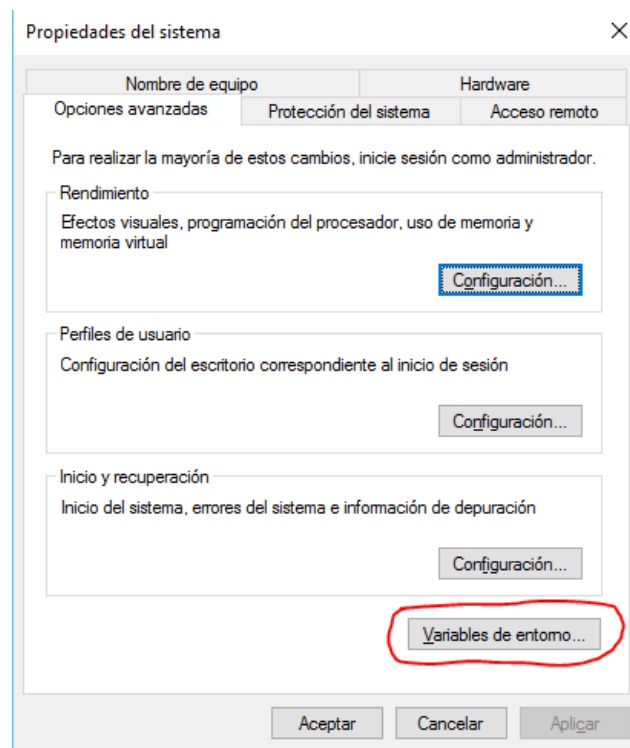 Propiedades del sistema
Nombre de equipo
Hardware
Opciones avanzadas
Protección del sistema
Acceso remoto
Para realizar la mayoría de estos cambios, inicie sesión como administrador.
Rendimiento
Efectos visuales, programación del procesador, uso de memoria y
memoria virtual
Configuración...
Perfiles de usuario
Configuración del escritorio correspondiente al inicio de sesión
Configuración...
Inicio y recuperación
Inicio del sistema, errores del sistema e información de depuración
Configuración...
Variables de entorno...
Aceptar
Cancelar
Aplicar